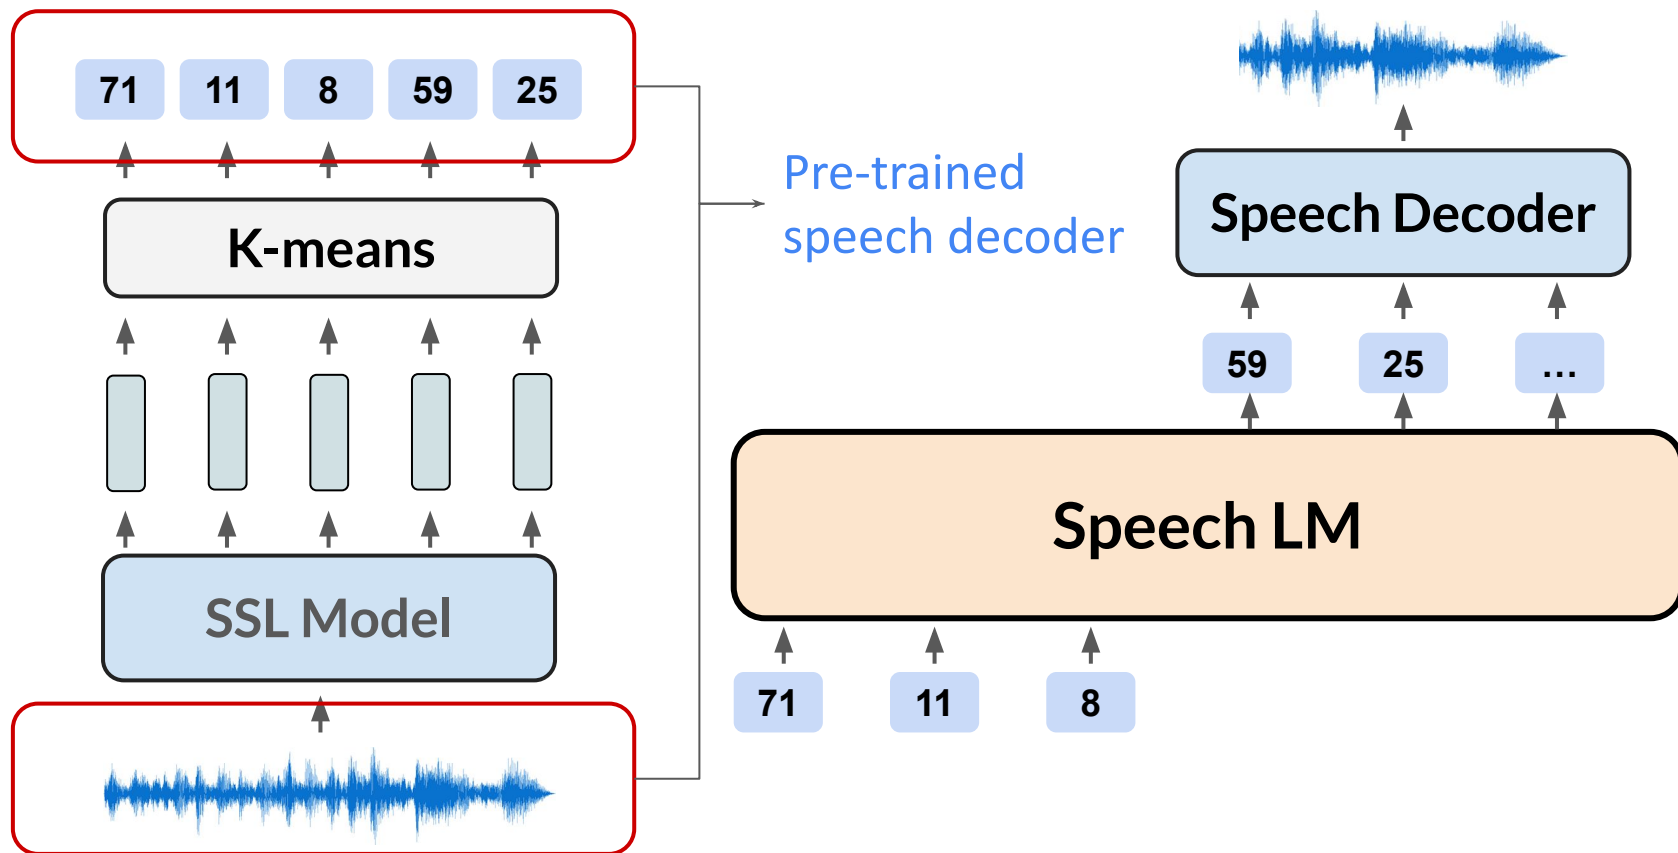 71 11 8 59 25
K-means
SSL Model
Pre-trained
speech decoder
Speech Decoder
59 25 ...
Speech LM
71 11 8